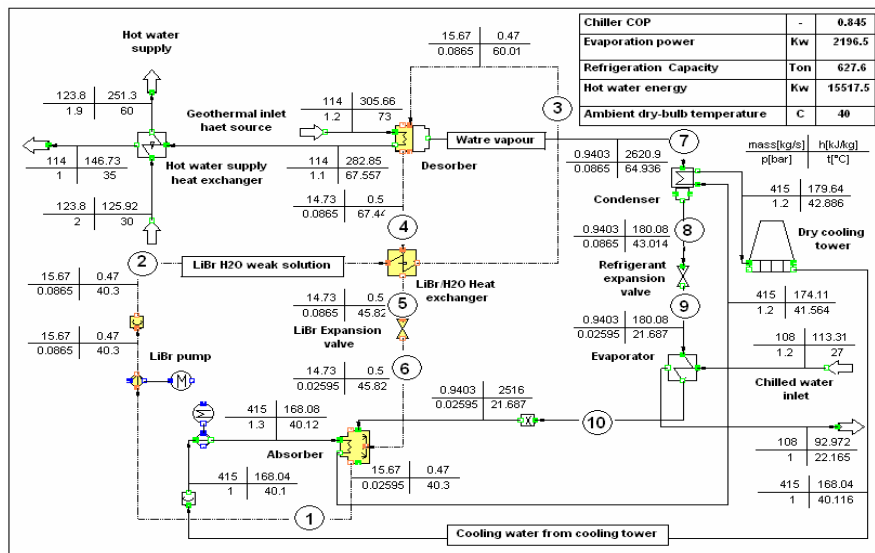 Chiller COP - 0.845
Evaporation power Kw 2196.5
Refrigeration Capacity Ton 627.6
Hot water energy Kw 15517.5
Ambient dry-bulb temperature C 40
mass[kg/s] h[kJ/kg]
p[bar] t[°C]
Hot water
supply
123.8 251.3
1.9 60
Geothermal inlet
haet source
114 305.66
1.2 73
15.67 0.47
0.0865 60.01
3
114 146.73
1 35
Hot water supply
heat exchanger
114 282.85
1.1 67.557
Desorber
Watre vapour
7
0.9403 2620.9
0.0865 64.936
Condenser
415 179.64
1.2 42.886
123.8 125.92
2 30
14.73 0.5
0.0865 67.44
4
0.9403 180.08
0.0865 43.014
8
Dry cooling
tower
2
LiBr H2O weak solution
LiBr/H2O Heat
exchanger
Refrigerant
expansion
valve
15.67 0.47
0.0865 40.3
14.73 0.5
0.0865 45.82
5
9
415 174.11
1.2 41.564
15.67 0.47
0.0865 40.3
LiBr Expansion
valve
0.9403 180.08
0.02595 21.687
108 113.31
1.2 27
LiBr pump
M
14.73 0.5
0.02595 45.82
6
Evaporator
Chilled water
inlet
0.9403 2516
0.02595 21.687
10
X
415 168.08
1.3 40.12
Absorber
108 92.972
1 22.165
415 168.04
1 40.1
15.67 0.47
0.02595 40.3
415 168.04
1 40.116
1
Cooling water from cooling tower